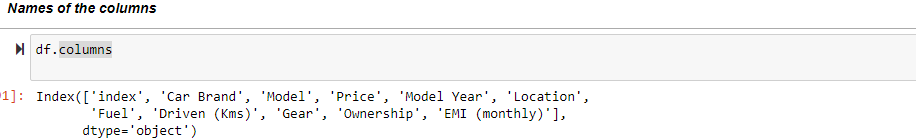 Names of the columns
df.columns
91]: Index(['index', 'Car Brand', 'Model', 'Price', 'Model Year', 'Location',
'Fuel', 'Driven (Kms)', 'Gear', 'Ownership', 'EMI (monthly)'],
dtype='object')